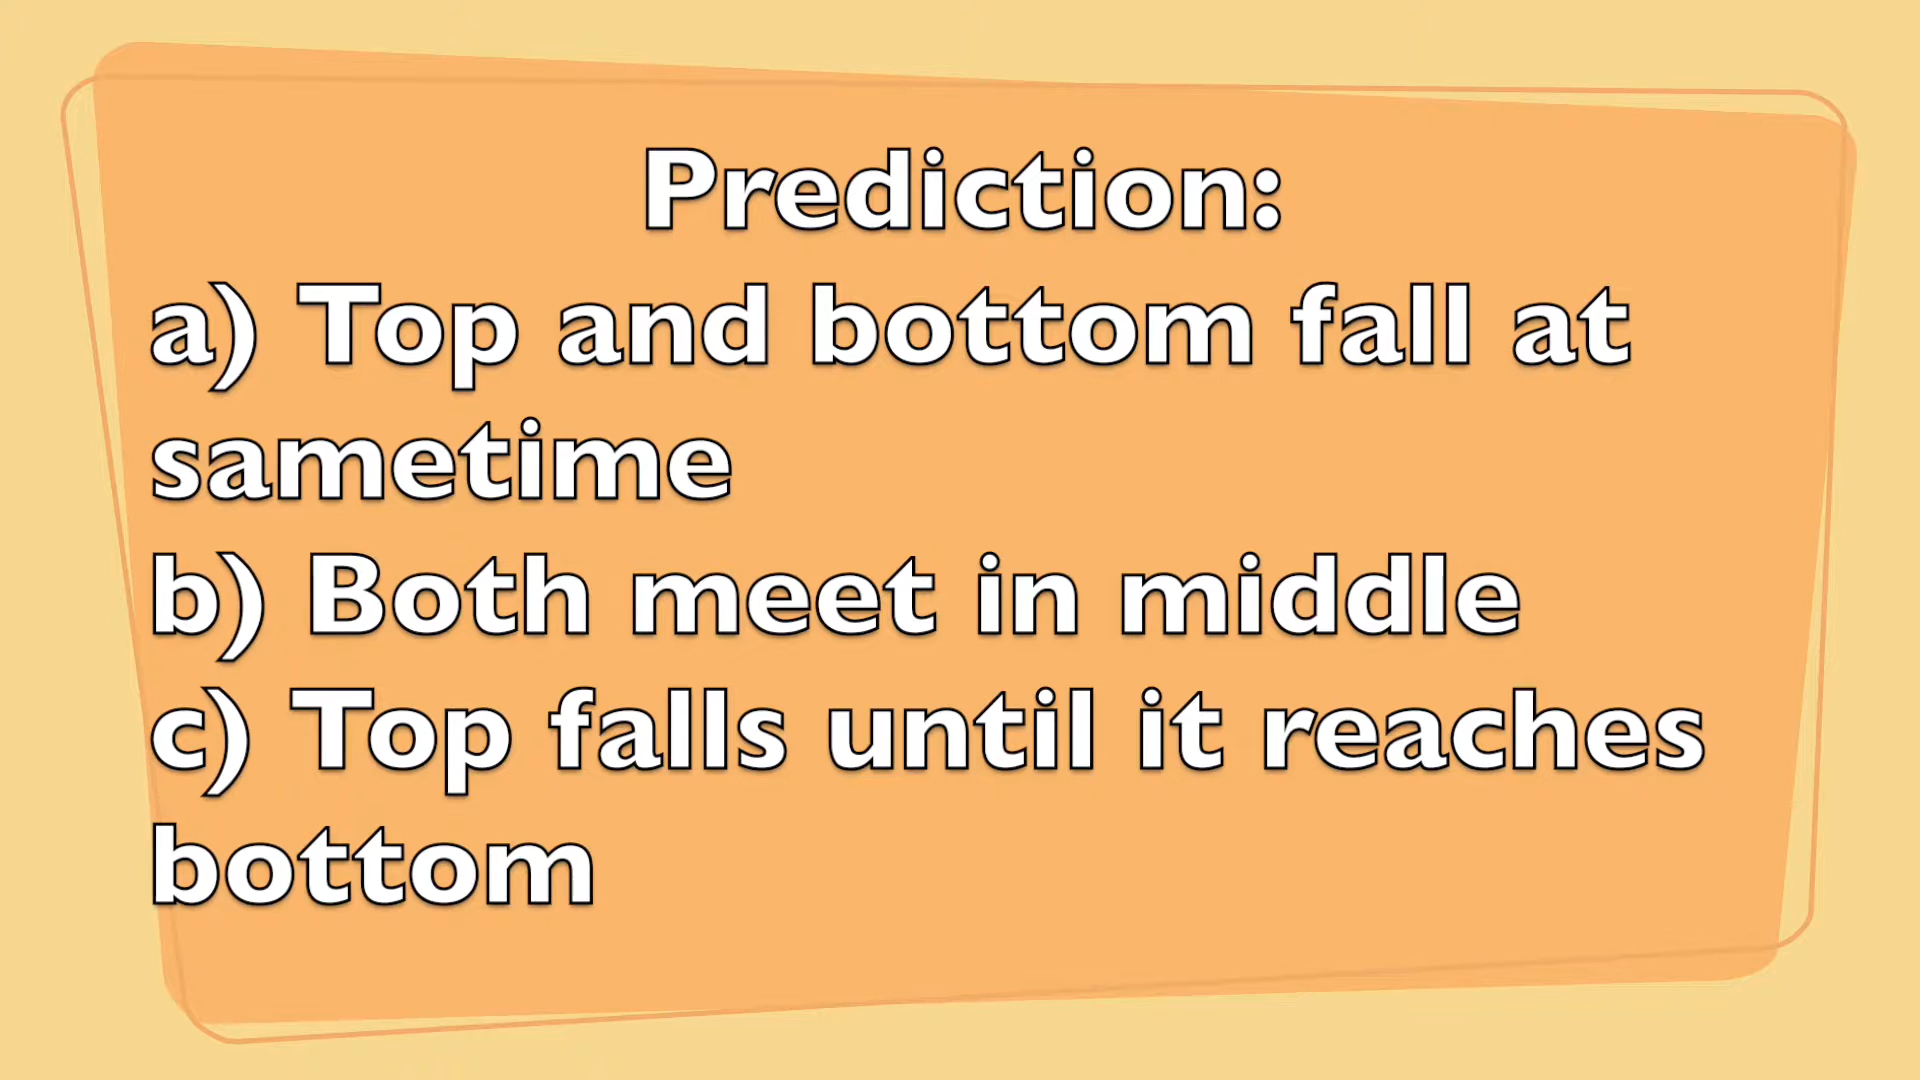 Prediction:
a) Top and bottom fall at
sametime
b) Both meet in middle
c) Top falls until it reaches
bottom